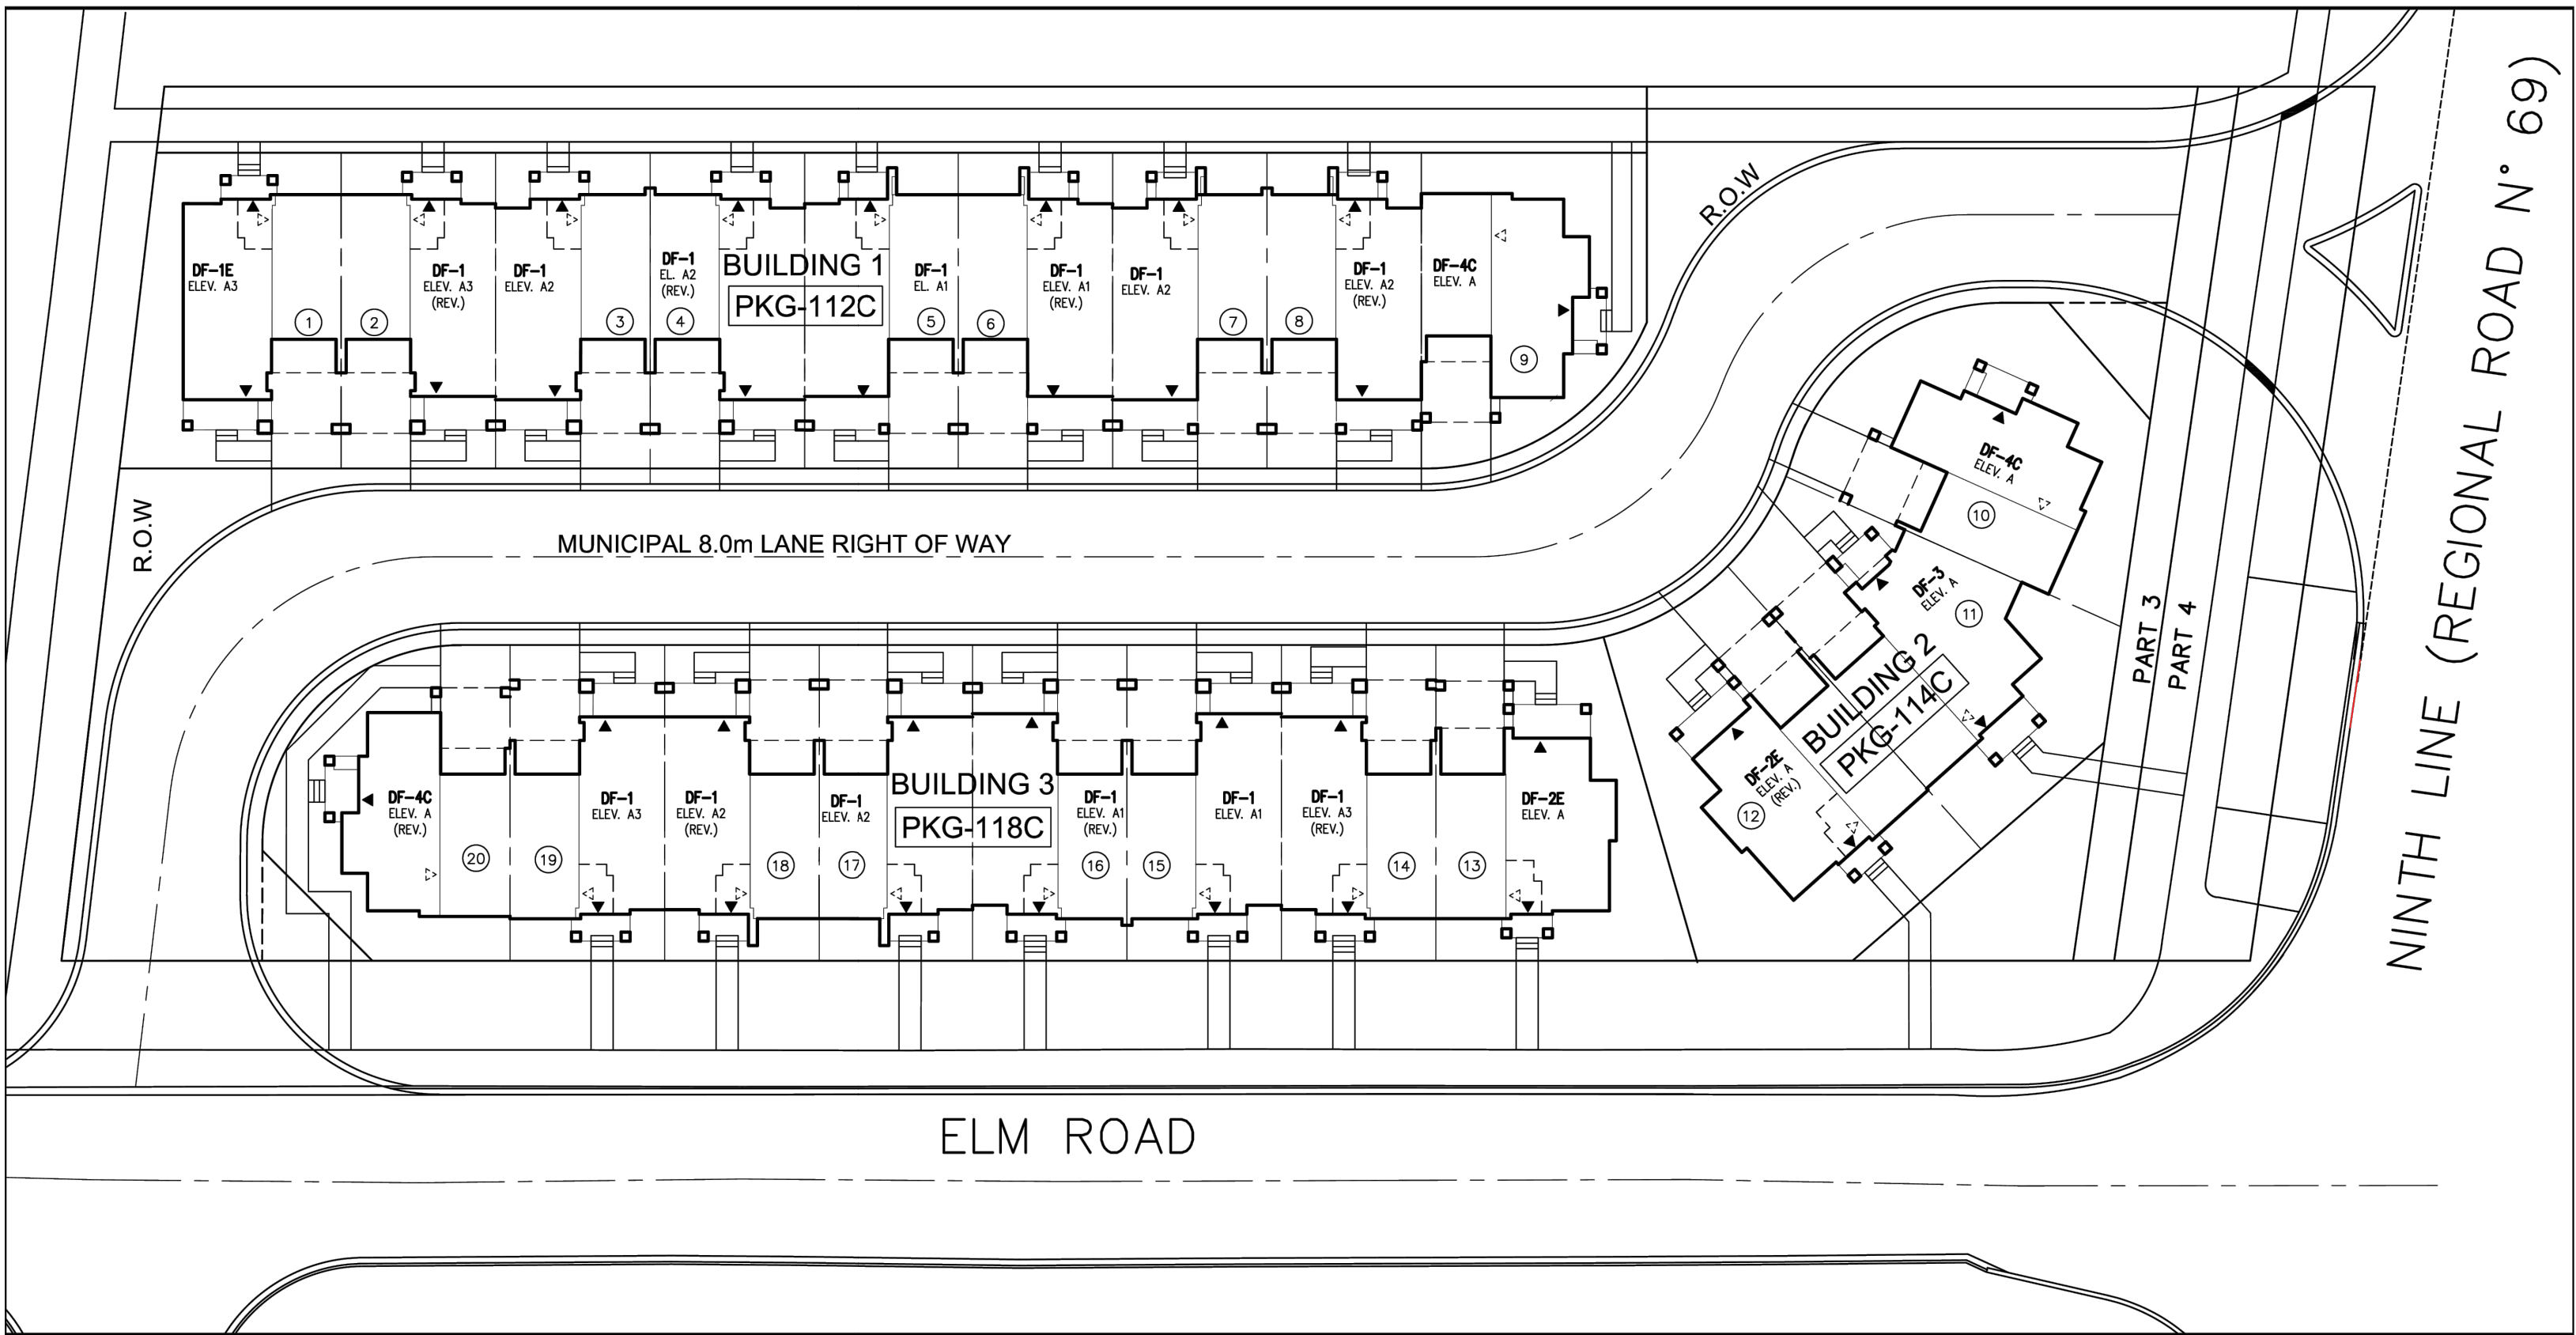 NINTH LINE (REGIONAL ROAD N° 69)
R.O.W
DF-1E
ELEV. A3
1
2
DF-1
ELEV. A3
(REV.)
DF-1
ELEV. A2
3
DF-1
EL. A2
(REV.)
4
BUILDING 1
PKG-112C
DF-1
EL. A1
5
6
DF-1
ELEV. A1
(REV.)
DF-1
ELEV. A2
7
8
DF-1
ELEV. A2
(REV.)
DF-4C
ELEV. A
9
R.O.W
MUNICIPAL 8.0m LANE RIGHT OF WAY
DF-4C
ELEV. A
10
DF-3
ELEV. A
11
BUILDING 2
PKG-114C
DF-2E
ELEV. A
(REV.)
12
PART 3
PART 4
DF-4C
ELEV. A
(REV.)
20
19
DF-1
ELEV. A3
DF-1
ELEV. A2
(REV.)
18
DF-1
ELEV. A2
17
BUILDING 3
PKG-118C
DF-1
ELEV. A1
(REV.)
16
15
DF-1
ELEV. A1
DF-1
ELEV. A3
(REV.)
14
13
DF-2E
ELEV. A
ELM ROAD